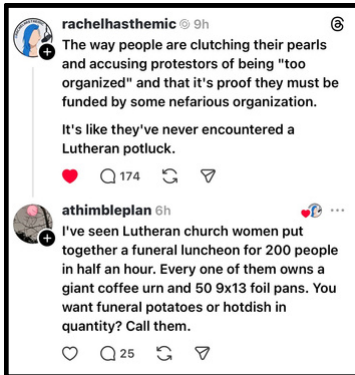 rachelhasthemic 9h
The way people are clutching their pearls
and accusing protestors of being "too
organized" and that it's proof they must be
funded by some nefarious organization.
It's like they've never encountered a
Lutheran potluck.
174
athimbleplan 6h
I've seen Lutheran church women put
together a funeral luncheon for 200 people
in half an hour. Every one of them owns a
giant coffee urn and 50 9x13 foil pans. You
want funeral potatoes or hotdish in
quantity? Call them.
25